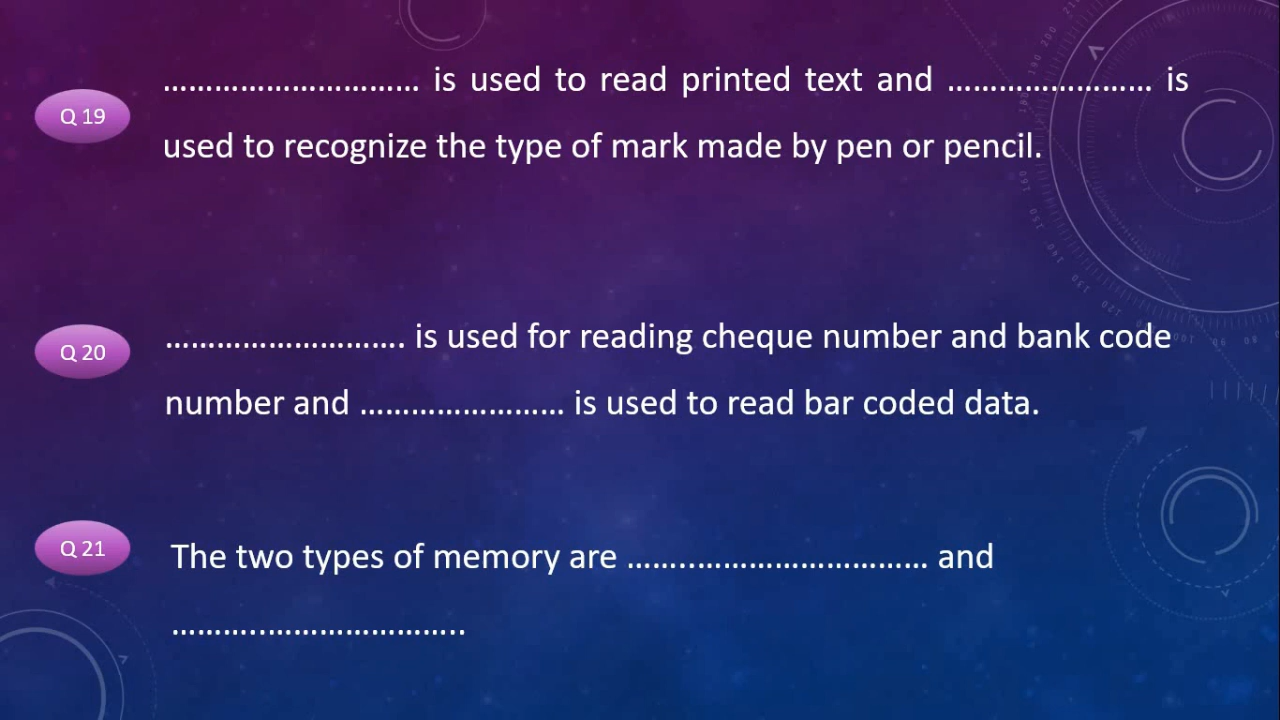 Q 19
………………………… is used to read printed text and …………………… is
used to recognize the type of mark made by pen or pencil.
Q 20
………………………. is used for reading cheque number and bank code
number and …………………… is used to read bar coded data.
Q 21
The two types of memory are ……..……………………… and
………..…………………..